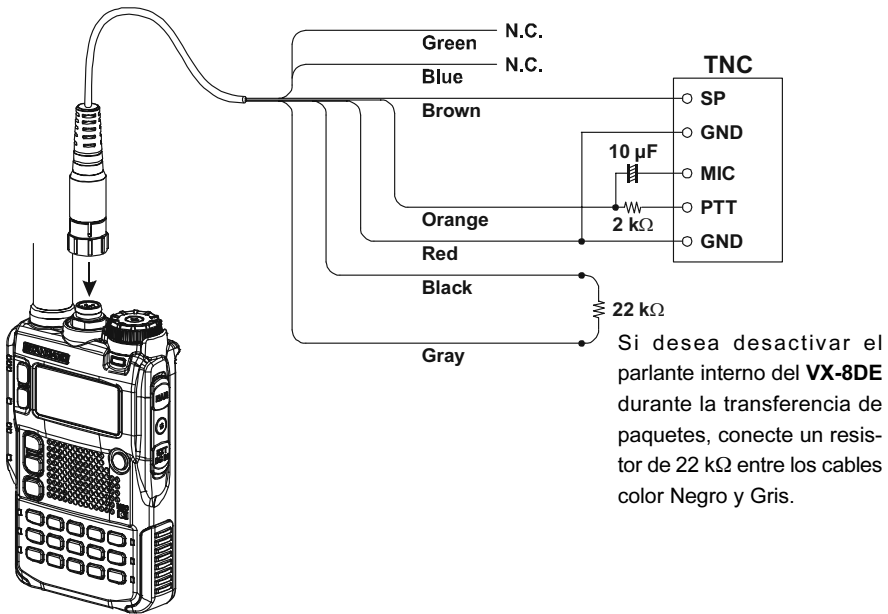 Green
N.C.
Blue
N.C.
Brown
TNC
SP
GND
10 µF
MIC
PTT
2 kΩ
Orange
GND
Red
Black
22 kΩ
Gray
Si desea desactivar el
parlante interno del VX-8DE
durante la transferencia de
paquetes, conecte un resis-
tor de 22 kΩ entre los cables
color Negro y Gris.